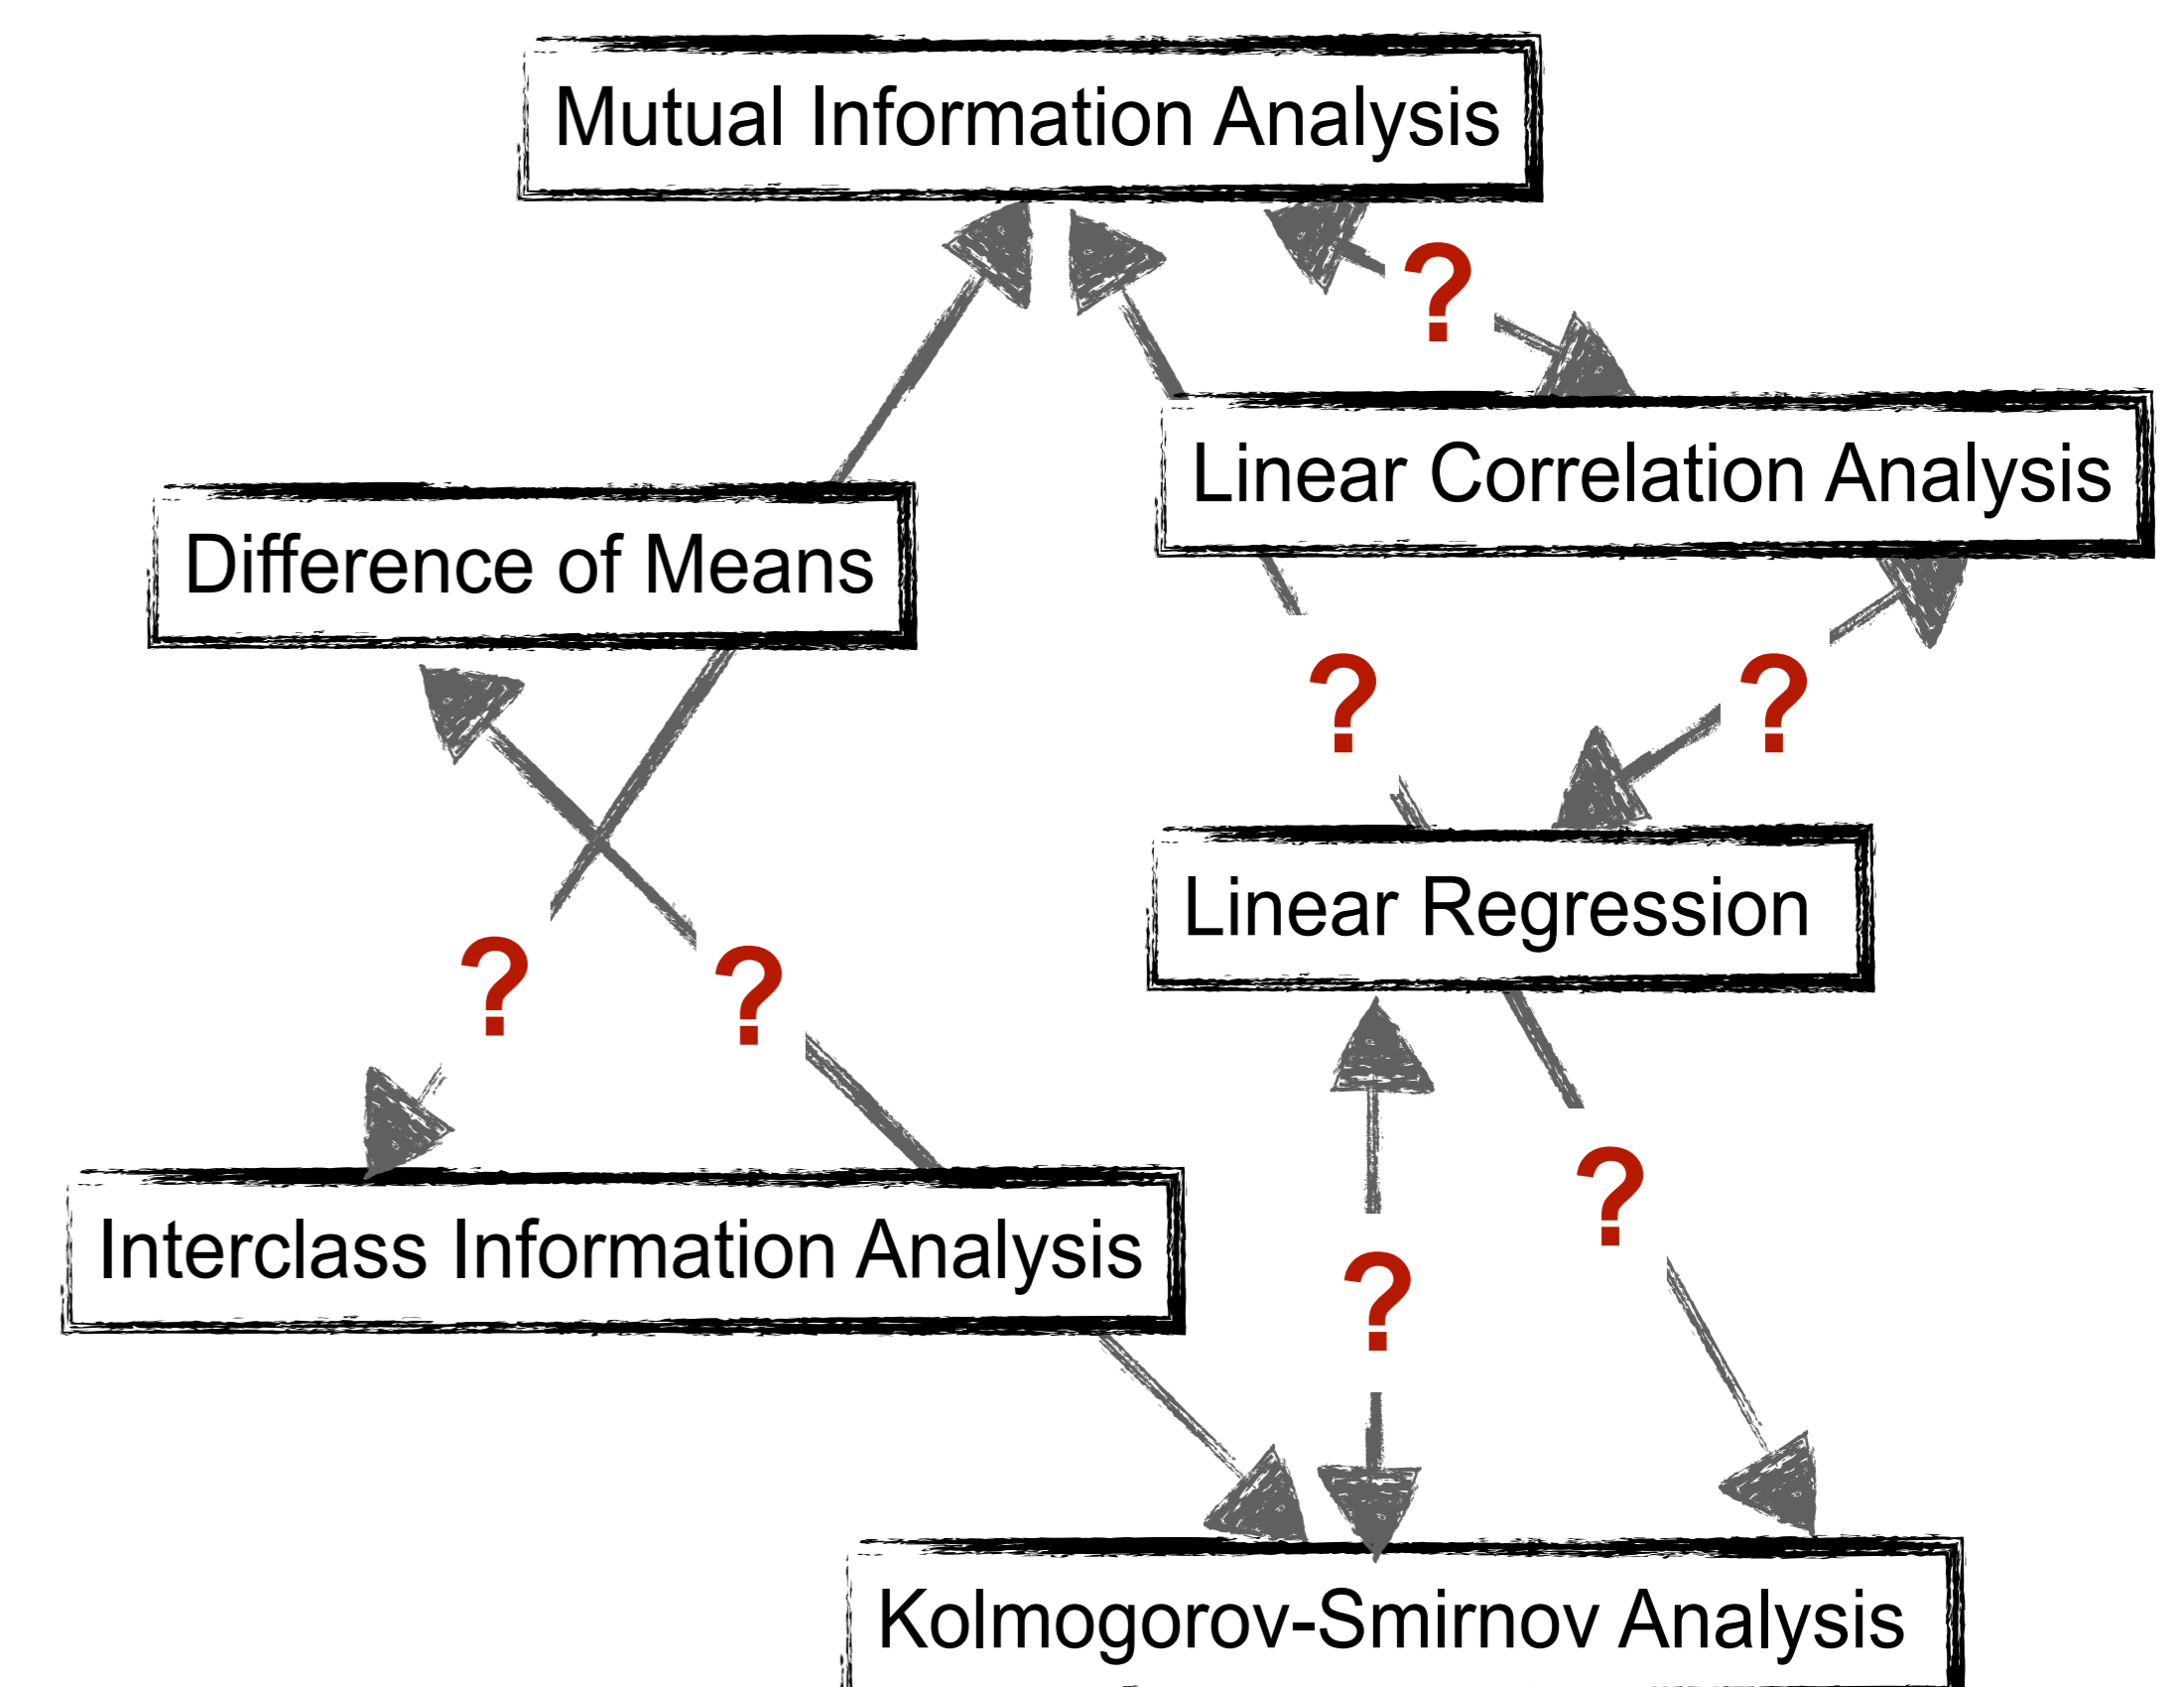 Mutual Information Analysis
?
Linear Correlation Analysis
Difference of Means
?
?
Linear Regression
?
?
?
Interclass Information Analysis
?
Kolmogorov-Smirnov Analysis